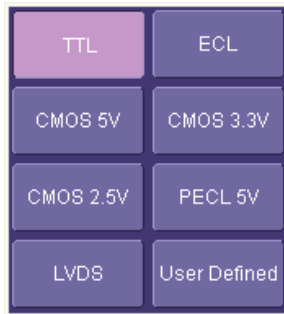 TTL ECL
CMOS 5V CMOS 3.3V
CMOS 2.5V PECL 5V
LVDS User Defined